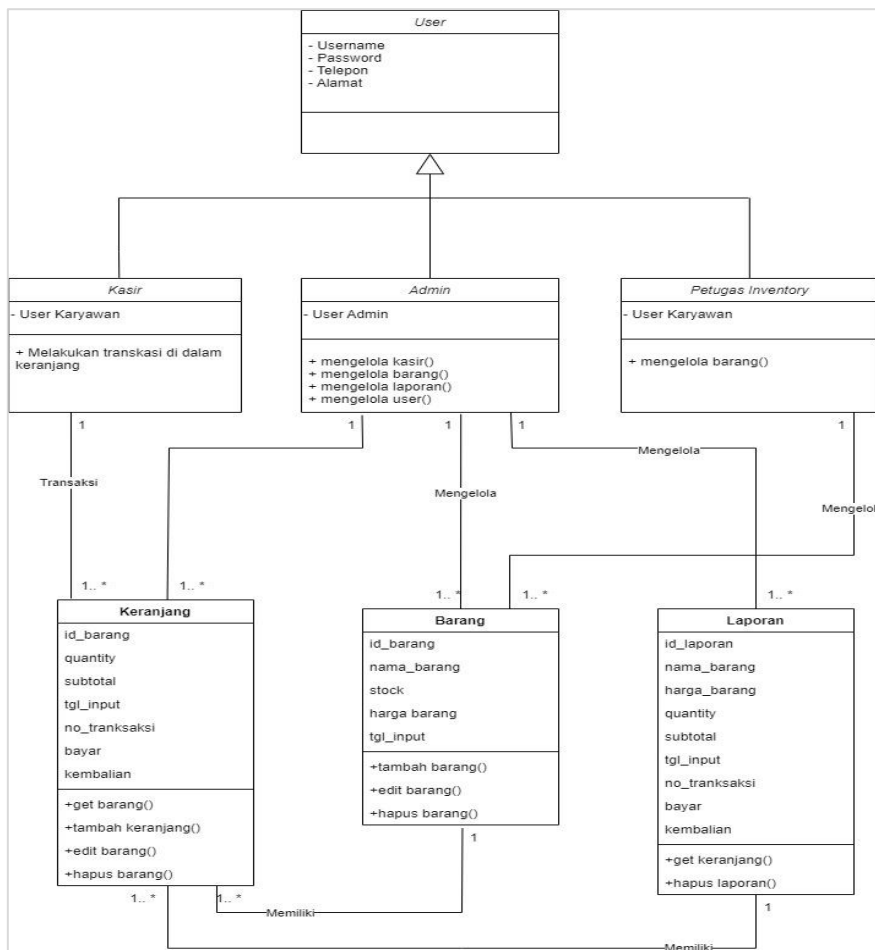 User
- Username
- Password
- Telepon
- Alamat
Kasir
- User Karyawan
+ Melakukan transkasi di dalam
keranjang
Admin
- User Admin
+ mengelola kasir()
+ mengelola barang()
+ mengelola laporan()
+ mengelola user()
Petugas Inventory
- User Karyawan
+ mengelola barang()
1
1
1
1
1
Transaksi
Mengelola
Mengelola
Mengelol
1.. *
1.. *
1.. *
1.. *
1.. *
Keranjang
id_barang
quantity
subtotal
tgl_input
no_tranksaksi
bayar
kembalian
+get barang()
+tambah keranjang()
+edit barang()
+hapus barang()
Barang
id_barang
nama_barang
stock
harga barang
tgl_input
+tambah barang()
+edit barang()
+hapus barang()
Laporan
id_laporan
nama_barang
harga_barang
quantity
subtotal
tgl_input
no_tranksaksi
bayar
kembalian
+get keranjang()
+hapus laporan()
1
1.. *
1.. *
1
Memiliki
Memiliki